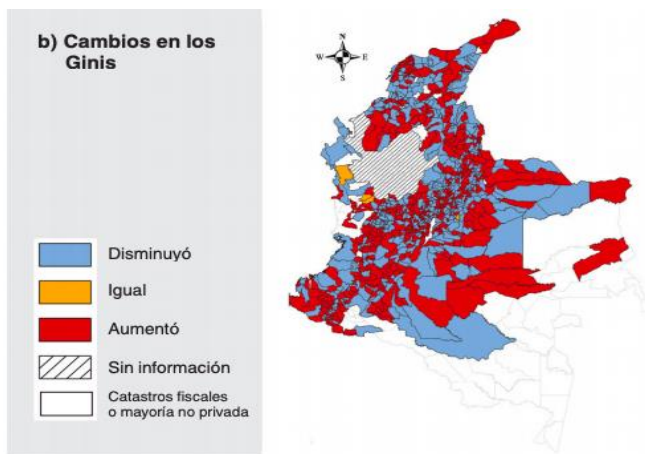 b) Cambios en los
Ginis
N
W E
S
Disminuyó
Igual
Aumentó
Sin información
Catastros fiscales
o mayoría no privada